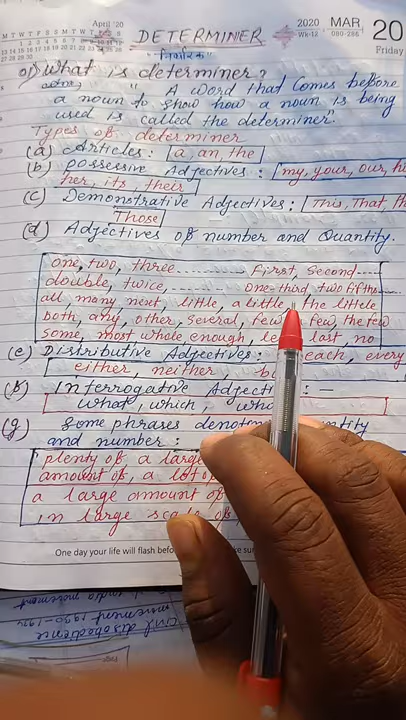 April '20
DETERMINER
2020 MAR 20
Wk-12 080-286 Friday
"निर्धारक"
Q) What is determiner?
"A word that comes before
a noun to show how a noun is being
used is called the determiner".
Types of determiner
(a) Articles: a, an, the
(b) possessive Adjectives: my, your, our,
her, its, their
(c) Demonstrative Adjectives: This, That,
Those
(d) Adjectives of number and Quantity.
one, two, three.......... First, Second....
double, twice,.......... One-third, two fifths....
all many next, little, a little, the little
both, any, other, several, few, few, the few
some, most whole, enough, last, no
(e) Distributive Adjectives: each, every
either, neither,
(f) Interrogative :-
what, which,
(g) Some phrases
and number:
plenty of, a large
amount of, a lot of
a large amount of
in large scale of
One day your life will flash